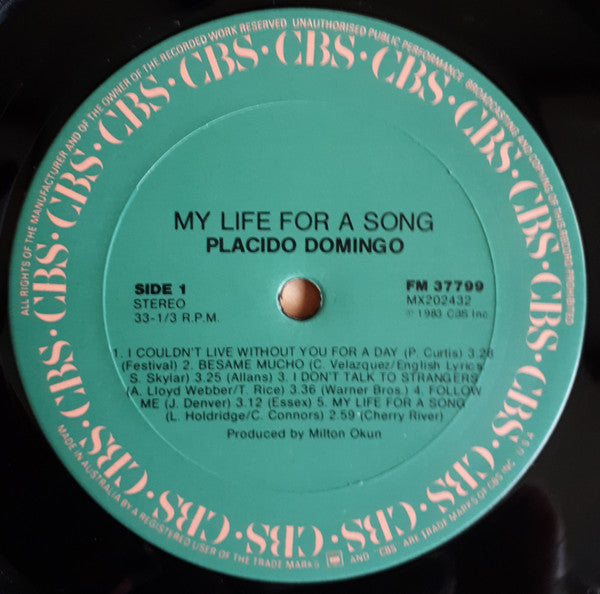 ALL RIGHTS OF THE MANUFACTURER AND OF THE OWNER OF THE RECORDED WORK RESERVED. UNAUTHORISED PUBLIC PERFORMANCE, BROADCASTING AND COPYING OF THIS RECORD PROHIBITED
CBS·CBS·CBS·CBS·CBS·CBS·CBS·CBS·CBS·CBS·CBS·CBS·CBS·CBS·CBS·CBS·CBS·CBS·
MY LIFE FOR A SONG
PLACIDO DOMINGO
SIDE 1
STEREO
33-1/3 R.P.M.
FM 37799
MX202432
℗ 1983 CBS Inc.
1. I COULDN'T LIVE WITHOUT YOU FOR A DAY (P. Curtis) 3.28
(Festival) 2. BESAME MUCHO (C. Velazquez/English Lyrics
S. Skylar) 3.25 (Allans) 3. I DON'T TALK TO STRANGERS
(A. Lloyd Webber/T. Rice) 3.36 (Warner Bros.) 4. FOLLOW
ME (J. Denver) 3.12 (Essex) 5. MY LIFE FOR A SONG
(L. Holdridge/C. Connors) 2.59 (Cherry River)
Produced by Milton Okun
MADE IN AUSTRALIA BY A REGISTERED USER OF THE TRADE MARKS AND "CBS" ARE TRADE MARKS OF CBS INC. U S A